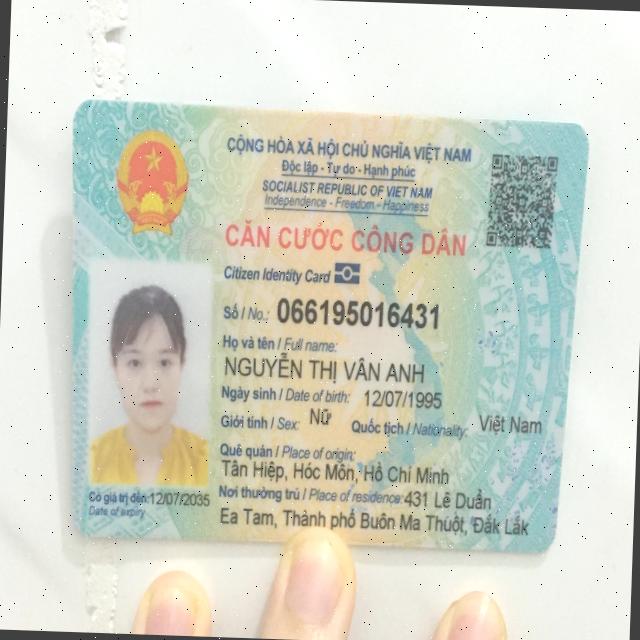 CỘNG HÒA XÃ HỘI CHỦ NGHĨA VIỆT NAM
Độc lập - Tự do - Hạnh phúc
SOCIALIST REPUBLIC OF VIET NAM
Independence - Freedom - Happiness
CĂN CƯỚC CÔNG DÂN
Citizen Identity Card
Số / No.: 066195016431
Họ và tên / Full name:
NGUYỄN THỊ VÂN ANH
Ngày sinh / Date of birth: 12/07/1995
Giới tính / Sex: Nữ Quốc tịch / Nationality: Việt Nam
Quê quán / Place of origin:
Tân Hiệp, Hóc Môn, Hồ Chí Minh
Nơi thường trú / Place of residence: 431 Lê Duẩn
Ea Tam, Thành phố Buôn Ma Thuột, Đắk Lắk
Có giá trị đến: 12/07/2035
Date of expiry